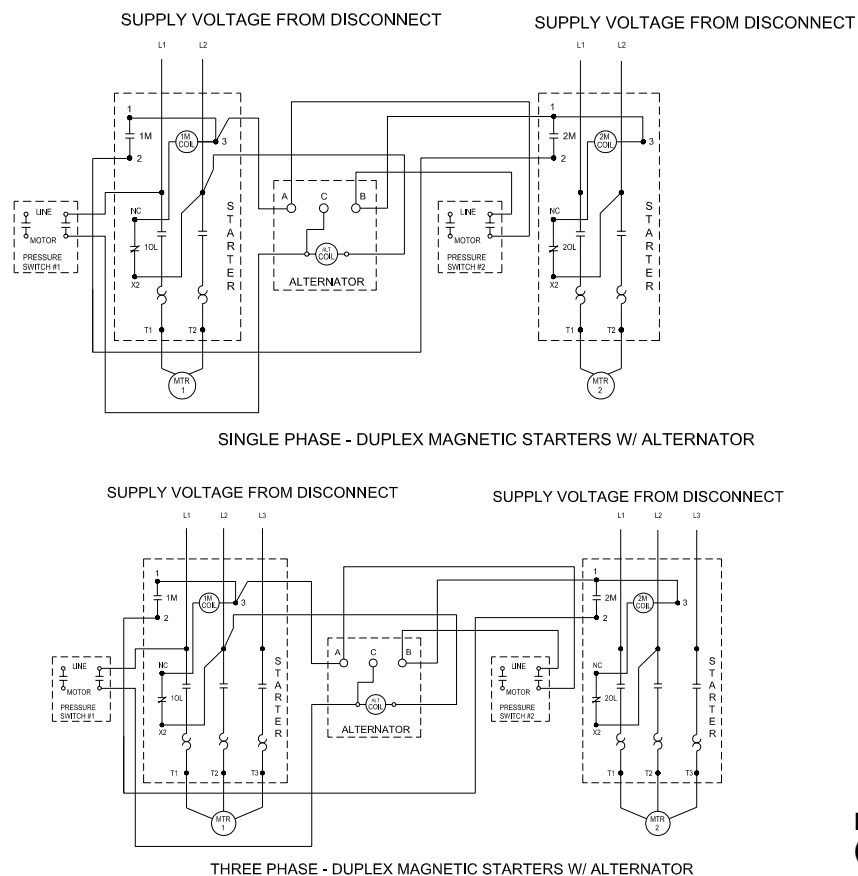 SUPPLY VOLTAGE FROM DISCONNECT
SUPPLY VOLTAGE FROM DISCONNECT
L1
L2
L1
L2
1
1M
1M
COIL
3
2
LINE
MOTOR
PRESSURE
SWITCH #1
NC
1OL
X2
STARTER
T1
T2
MTR
1
A
C
B
ALT
COIL
ALTERNATOR
LINE
MOTOR
PRESSURE
SWITCH #2
1
2M
2M
COIL
3
2
NC
2OL
X2
STARTER
T1
T2
MTR
2
SINGLE PHASE - DUPLEX MAGNETIC STARTERS W/ ALTERNATOR
SUPPLY VOLTAGE FROM DISCONNECT
SUPPLY VOLTAGE FROM DISCONNECT
L1
L2
L3
L1
L2
L3
1
1M
1M
COIL
3
2
LINE
MOTOR
PRESSURE
SWITCH #1
NC
1OL
X2
STARTER
T1
T2
T3
MTR
1
A
C
B
ALT
COIL
ALTERNATOR
LINE
MOTOR
PRESSURE
SWITCH #2
1
2M
2M
COIL
3
2
NC
2OL
X2
STARTER
T1
T2
T3
MTR
2
THREE PHASE - DUPLEX MAGNETIC STARTERS W/ ALTERNATOR
(